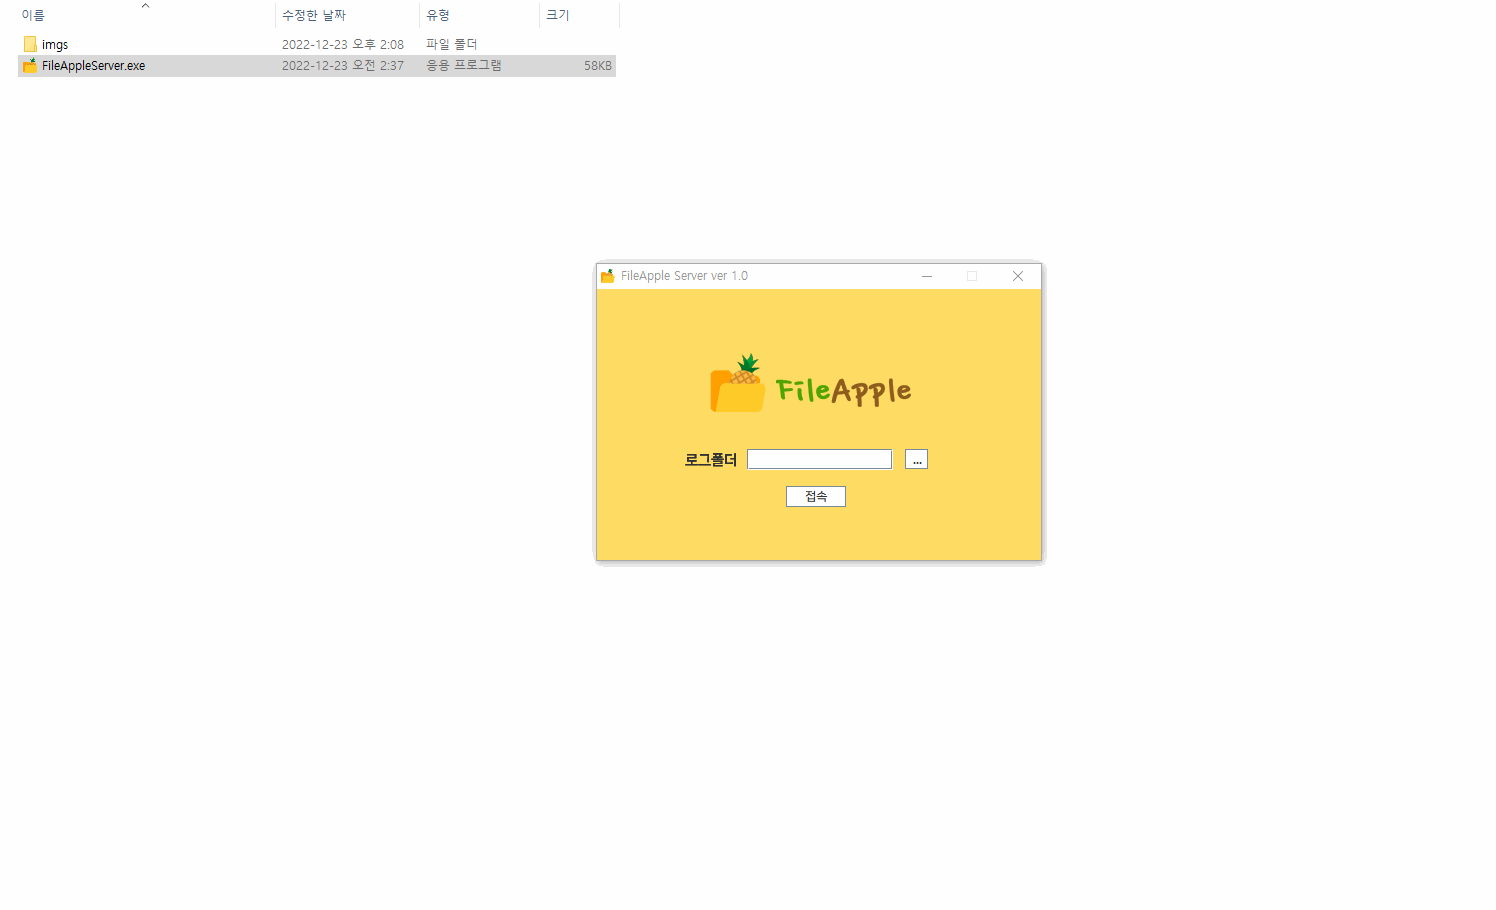 이름 수정한 날짜 유형 크기
imgs 2022-12-23 오후 2:08 파일 폴더
FileAppleServer.exe 2022-12-23 오전 2:37 응용 프로그램 58KB
FileApple Server ver 1.0
FileApple
로그폴더 ...
접속